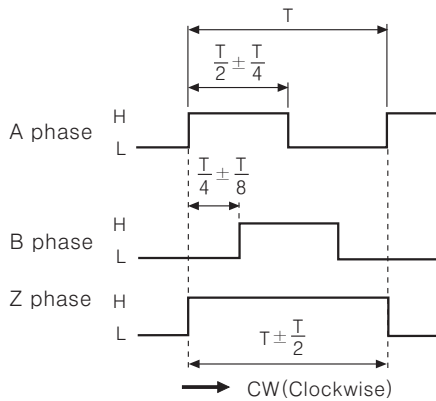 T
T/2 ± T/4
A phase H
L
T/4 ± T/8
B phase H
L
Z phase H
L
T ± T/2
CW(Clockwise)